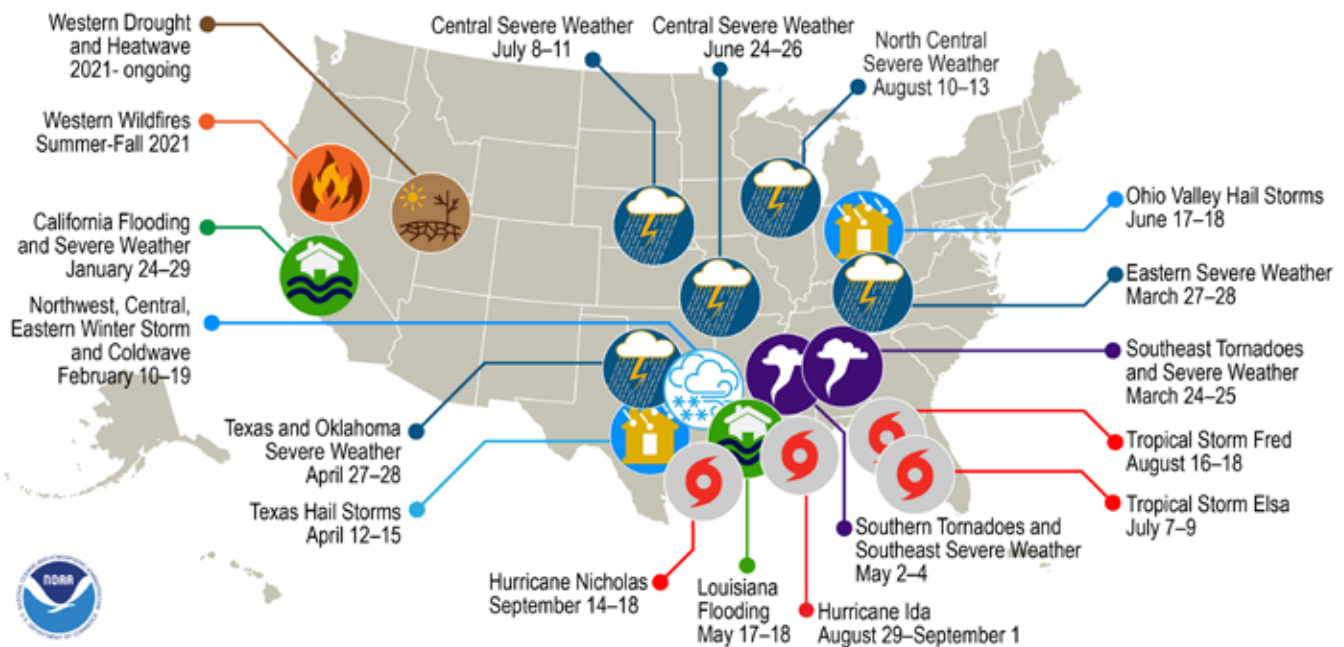 Western Drought
and Heatwave
2021- ongoing
Central Severe Weather
July 8–11
Central Severe Weather
June 24–26
North Central
Severe Weather
August 10–13
Western Wildfires
Summer-Fall 2021
California Flooding
and Severe Weather
January 24–29
Northwest, Central,
Eastern Winter Storm
and Coldwave
February 10–19
Texas and Oklahoma
Severe Weather
April 27–28
Texas Hail Storms
April 12–15
Ohio Valley Hail Storms
June 17–18
Eastern Severe Weather
March 27–28
Southeast Tornadoes
and Severe Weather
March 24–25
Tropical Storm Fred
August 16–18
Tropical Storm Elsa
July 7–9
Southern Tornadoes and
Southeast Severe Weather
May 2–4
Hurricane Nicholas
September 14–18
Louisiana
Flooding
May 17–18
Hurricane Ida
August 29–September 1
NOAA